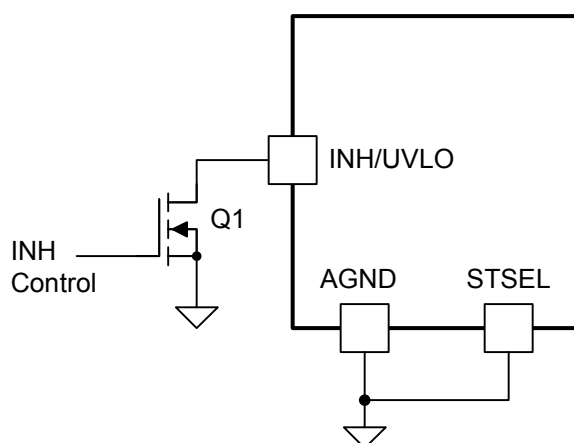 INH/UVLO
Q1
INH
Control
AGND
STSEL